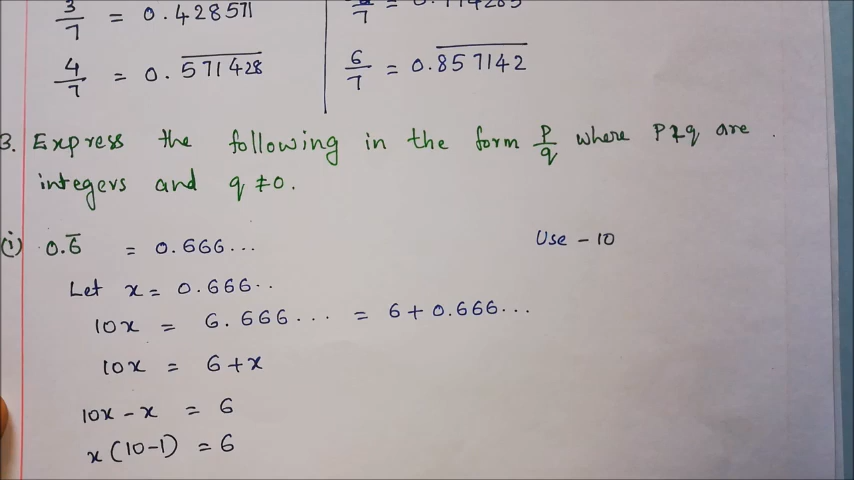 3/7 = 0.428571
4/7 = 0.571428
6/7 = 0.857142
3. Express the following in the form P/q where P & q are
integers and q ≠ 0.
(i) 0.6̅ = 0.666...
Use - 10
Let x = 0.666..
10x = 6.666.... = 6 + 0.666...
10x = 6 + x
10x - x = 6
x (10-1) = 6